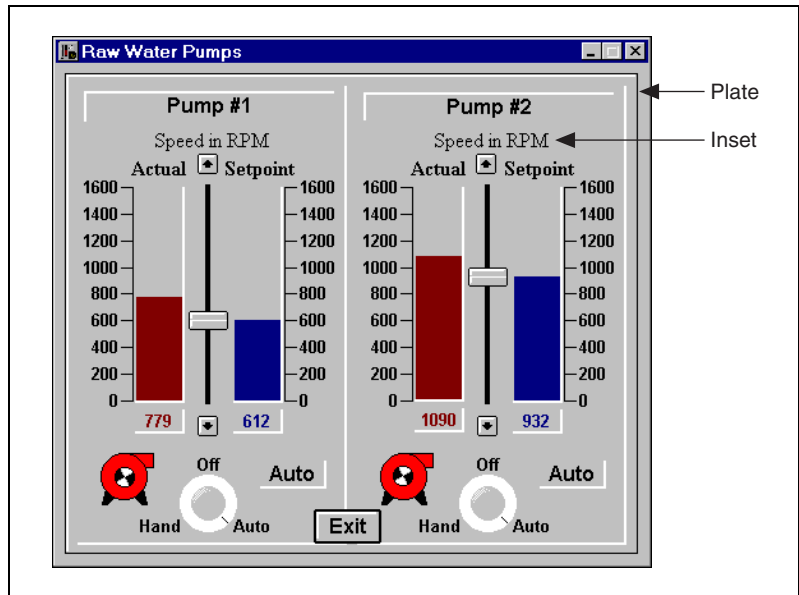 Raw Water Pumps
Plate
Pump #1
Pump #2
Inset
Speed in RPM
Speed in RPM
Actual Setpoint
Actual Setpoint
1600 1600 1600 1600
1400 1400 1400 1400
1200 1200 1200 1200
1000 1000 1000 1000
800 800 800 800
600 600 600 600
400 400 400 400
200 200 200 200
0 0 0 0
779 612 1090 932
Off Off
Auto Auto
Hand Auto Exit Hand Auto